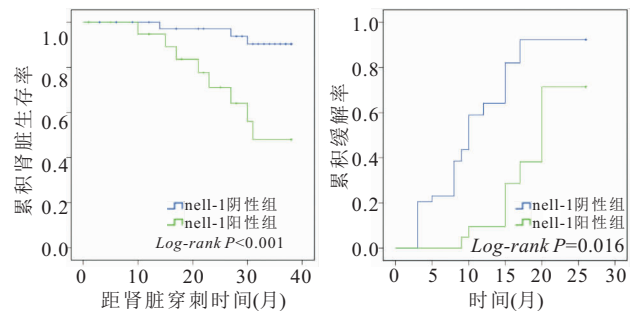 累积肾脏生存率
1.0
0.8
0.6
0.4
0.2
0.0
nell-1阴性组
nell-1阳性组
Log-rank P<0.001
0 10 20 30 40
距肾脏穿刺时间(月)
累积缓解率
1.0
0.8
0.6
0.4
0.2
0.0
nell-1阴性组
nell-1阳性组
Log-rank P=0.016
0 5 10 15 20 25 30
时间(月)